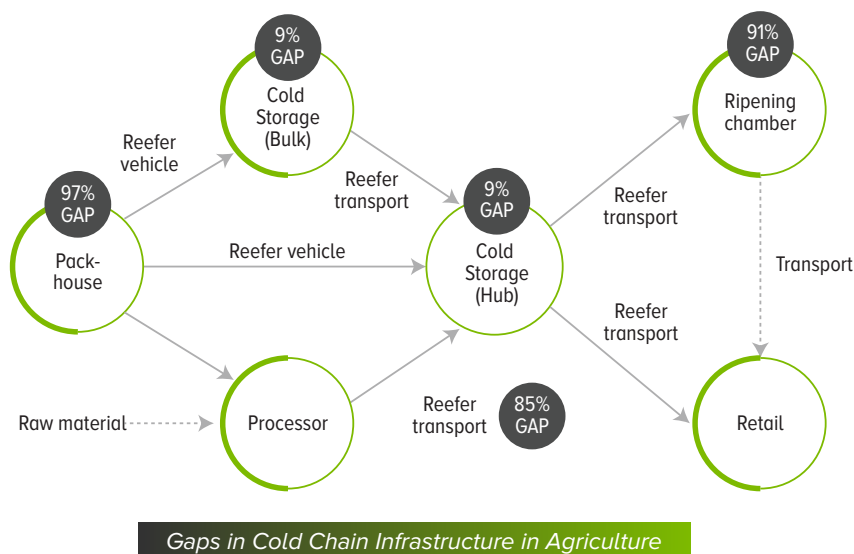 9%
GAP
Cold
Storage
(Bulk)
91%
GAP
Ripening
chamber
Reefer
vehicle
Reefer
transport
97%
GAP
Pack-
house
Reefer vehicle
9%
GAP
Cold
Storage
(Hub)
Reefer
transport
Transport
Reefer
transport
Raw material
Processor
Reefer
transport
85%
GAP
Retail
Gaps in Cold Chain Infrastructure in Agriculture